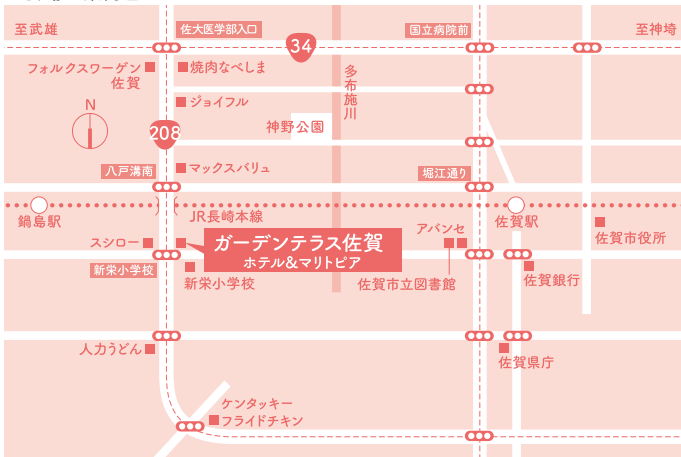 至武雄
佐大医学部入口
34
国立病院前
至神埼
フォルクスワーゲン
佐賀
焼肉なべしま
多布施川
ジョイフル
N
神野公園
208
八戸溝南
マックスバリュ
堀江通り
鍋島駅
JR長崎本線
佐賀駅
スシロー
ガーデンテラス佐賀
ホテル&マリトピア
アバンセ
佐賀市役所
新栄小学校
新栄小学校
佐賀市立図書館
佐賀銀行
人力うどん
佐賀県庁
ケンタッキー
フライドチキン